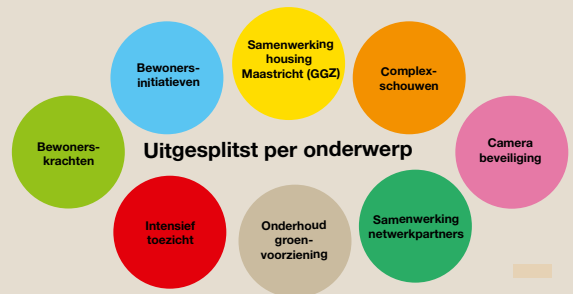 Samenwerking
housing
Maastricht (GGZ)
Bewoners-
initiatieven
Complex-
schouwen
Bewoners-
krachten
Uitgesplitst per onderwerp
Camera
beveiliging
Intensief
toezicht
Onderhoud
groen-
voorziening
Samenwerking
netwerkpartners